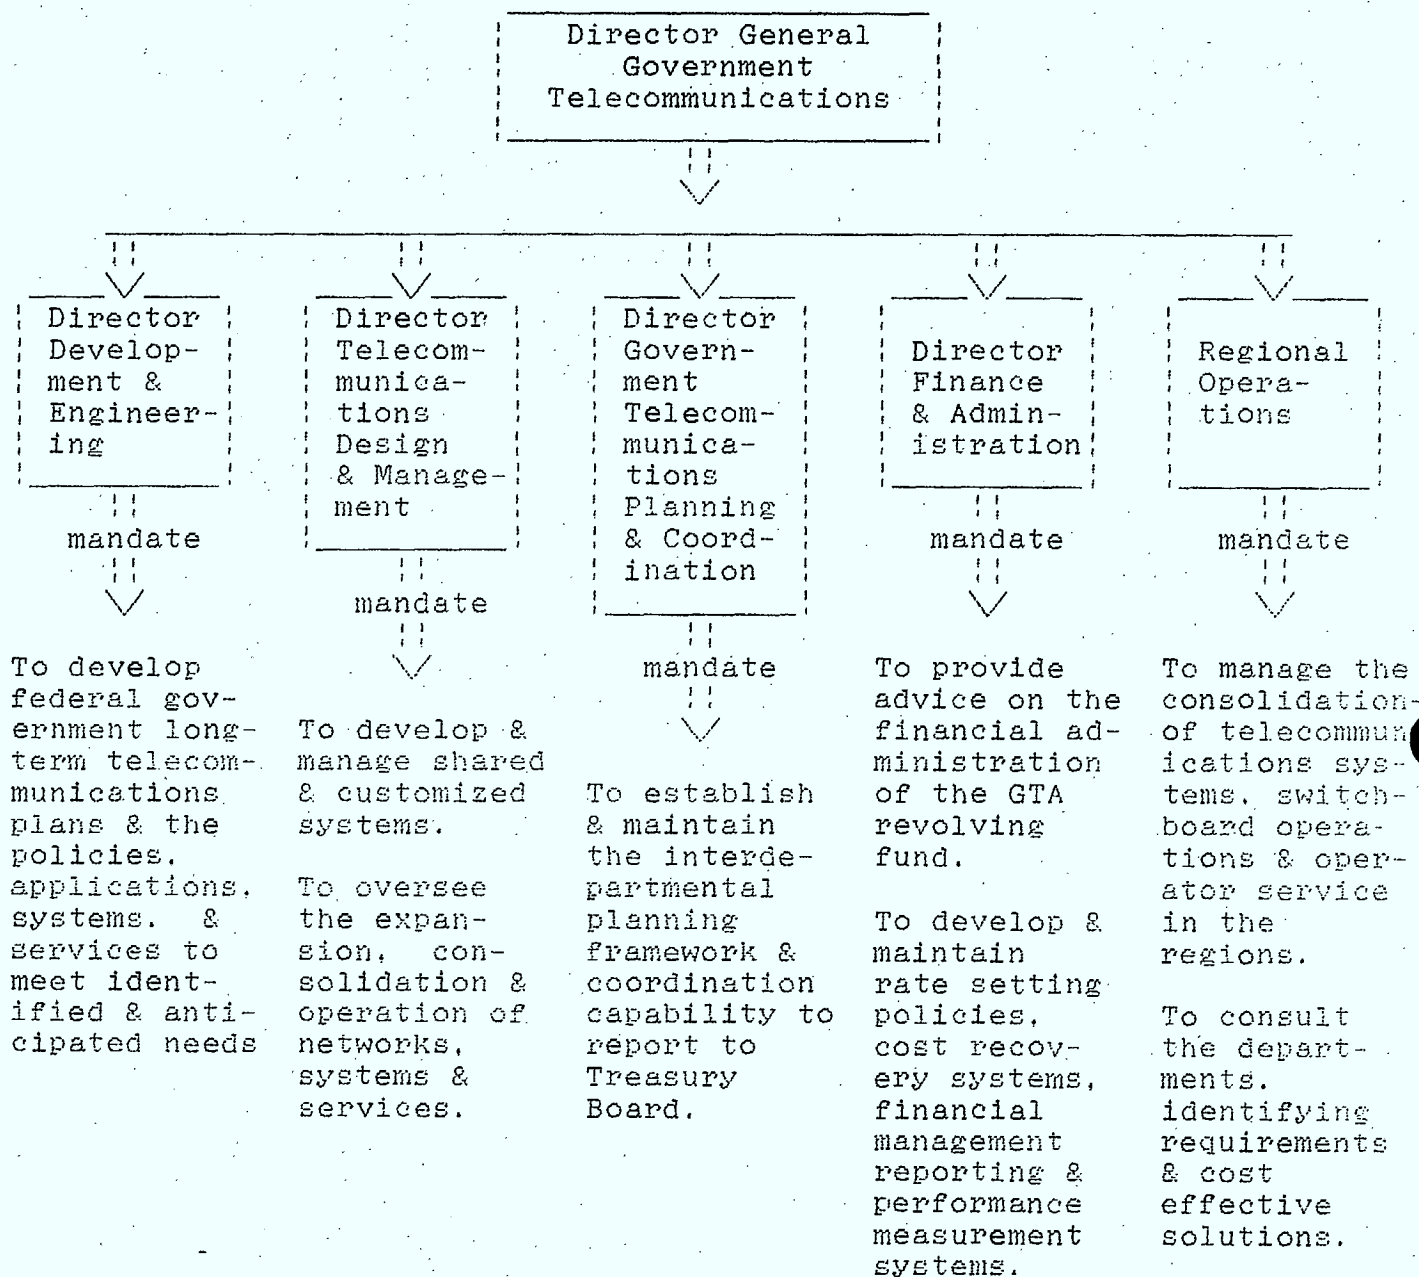 Director General
Government
Telecommunications
Director
Develop-
ment &
Engineer-
ing
mandate
To develop
federal gov-
ernment long-
term telecom-
munications
plans & the
policies,
applications,
systems, &
services to
meet ident-
ified & anti-
cipated needs
Director
Telecom-
munica-
tions
Design
& Manage-
ment
mandate
To develop &
manage shared
& customized
systems.
To oversee
the expan-
sion, con-
solidation &
operation of
networks,
systems &
services.
Director
Govern-
ment
Telecom-
munica-
tions
Planning
& Coord-
ination
mandate
To establish
& maintain
the interde-
partmental
planning
framework &
coordination
capability to
report to
Treasury
Board.
Director
Finance
& Admin-
istration
mandate
To provide
advice on the
financial ad-
ministration
of the GTA
revolving
fund.
To develop &
maintain
rate setting
policies,
cost recov-
ery systems,
financial
management
reporting &
performance
measurement
systems.
Regional
Opera-
tions
mandate
To manage the
consolidation
of telecommun
ications sys-
tems, switch-
board opera-
tions & oper-
ator service
in the
regions.
To consult
the depart-
ments,
identifying
requirements
& cost
effective
solutions.